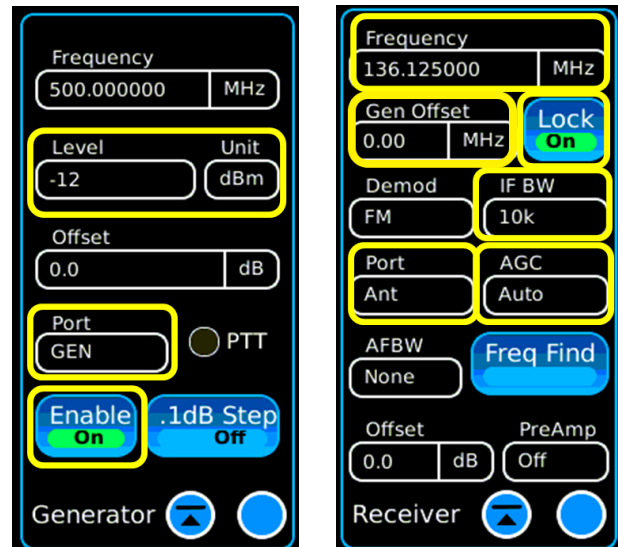 Frequency
500.000000 MHz
Level Unit
-12 dBm
Offset
0.0 dB
Port
GEN PTT
Enable .1dB Step
On Off
Generator
Frequency
136.125000 MHz
Gen Offset Lock
0.00 MHz On
Demod IF BW
FM 10k
Port AGC
Ant Auto
AFBW Freq Find
None
Offset PreAmp
0.0 dB Off
Receiver